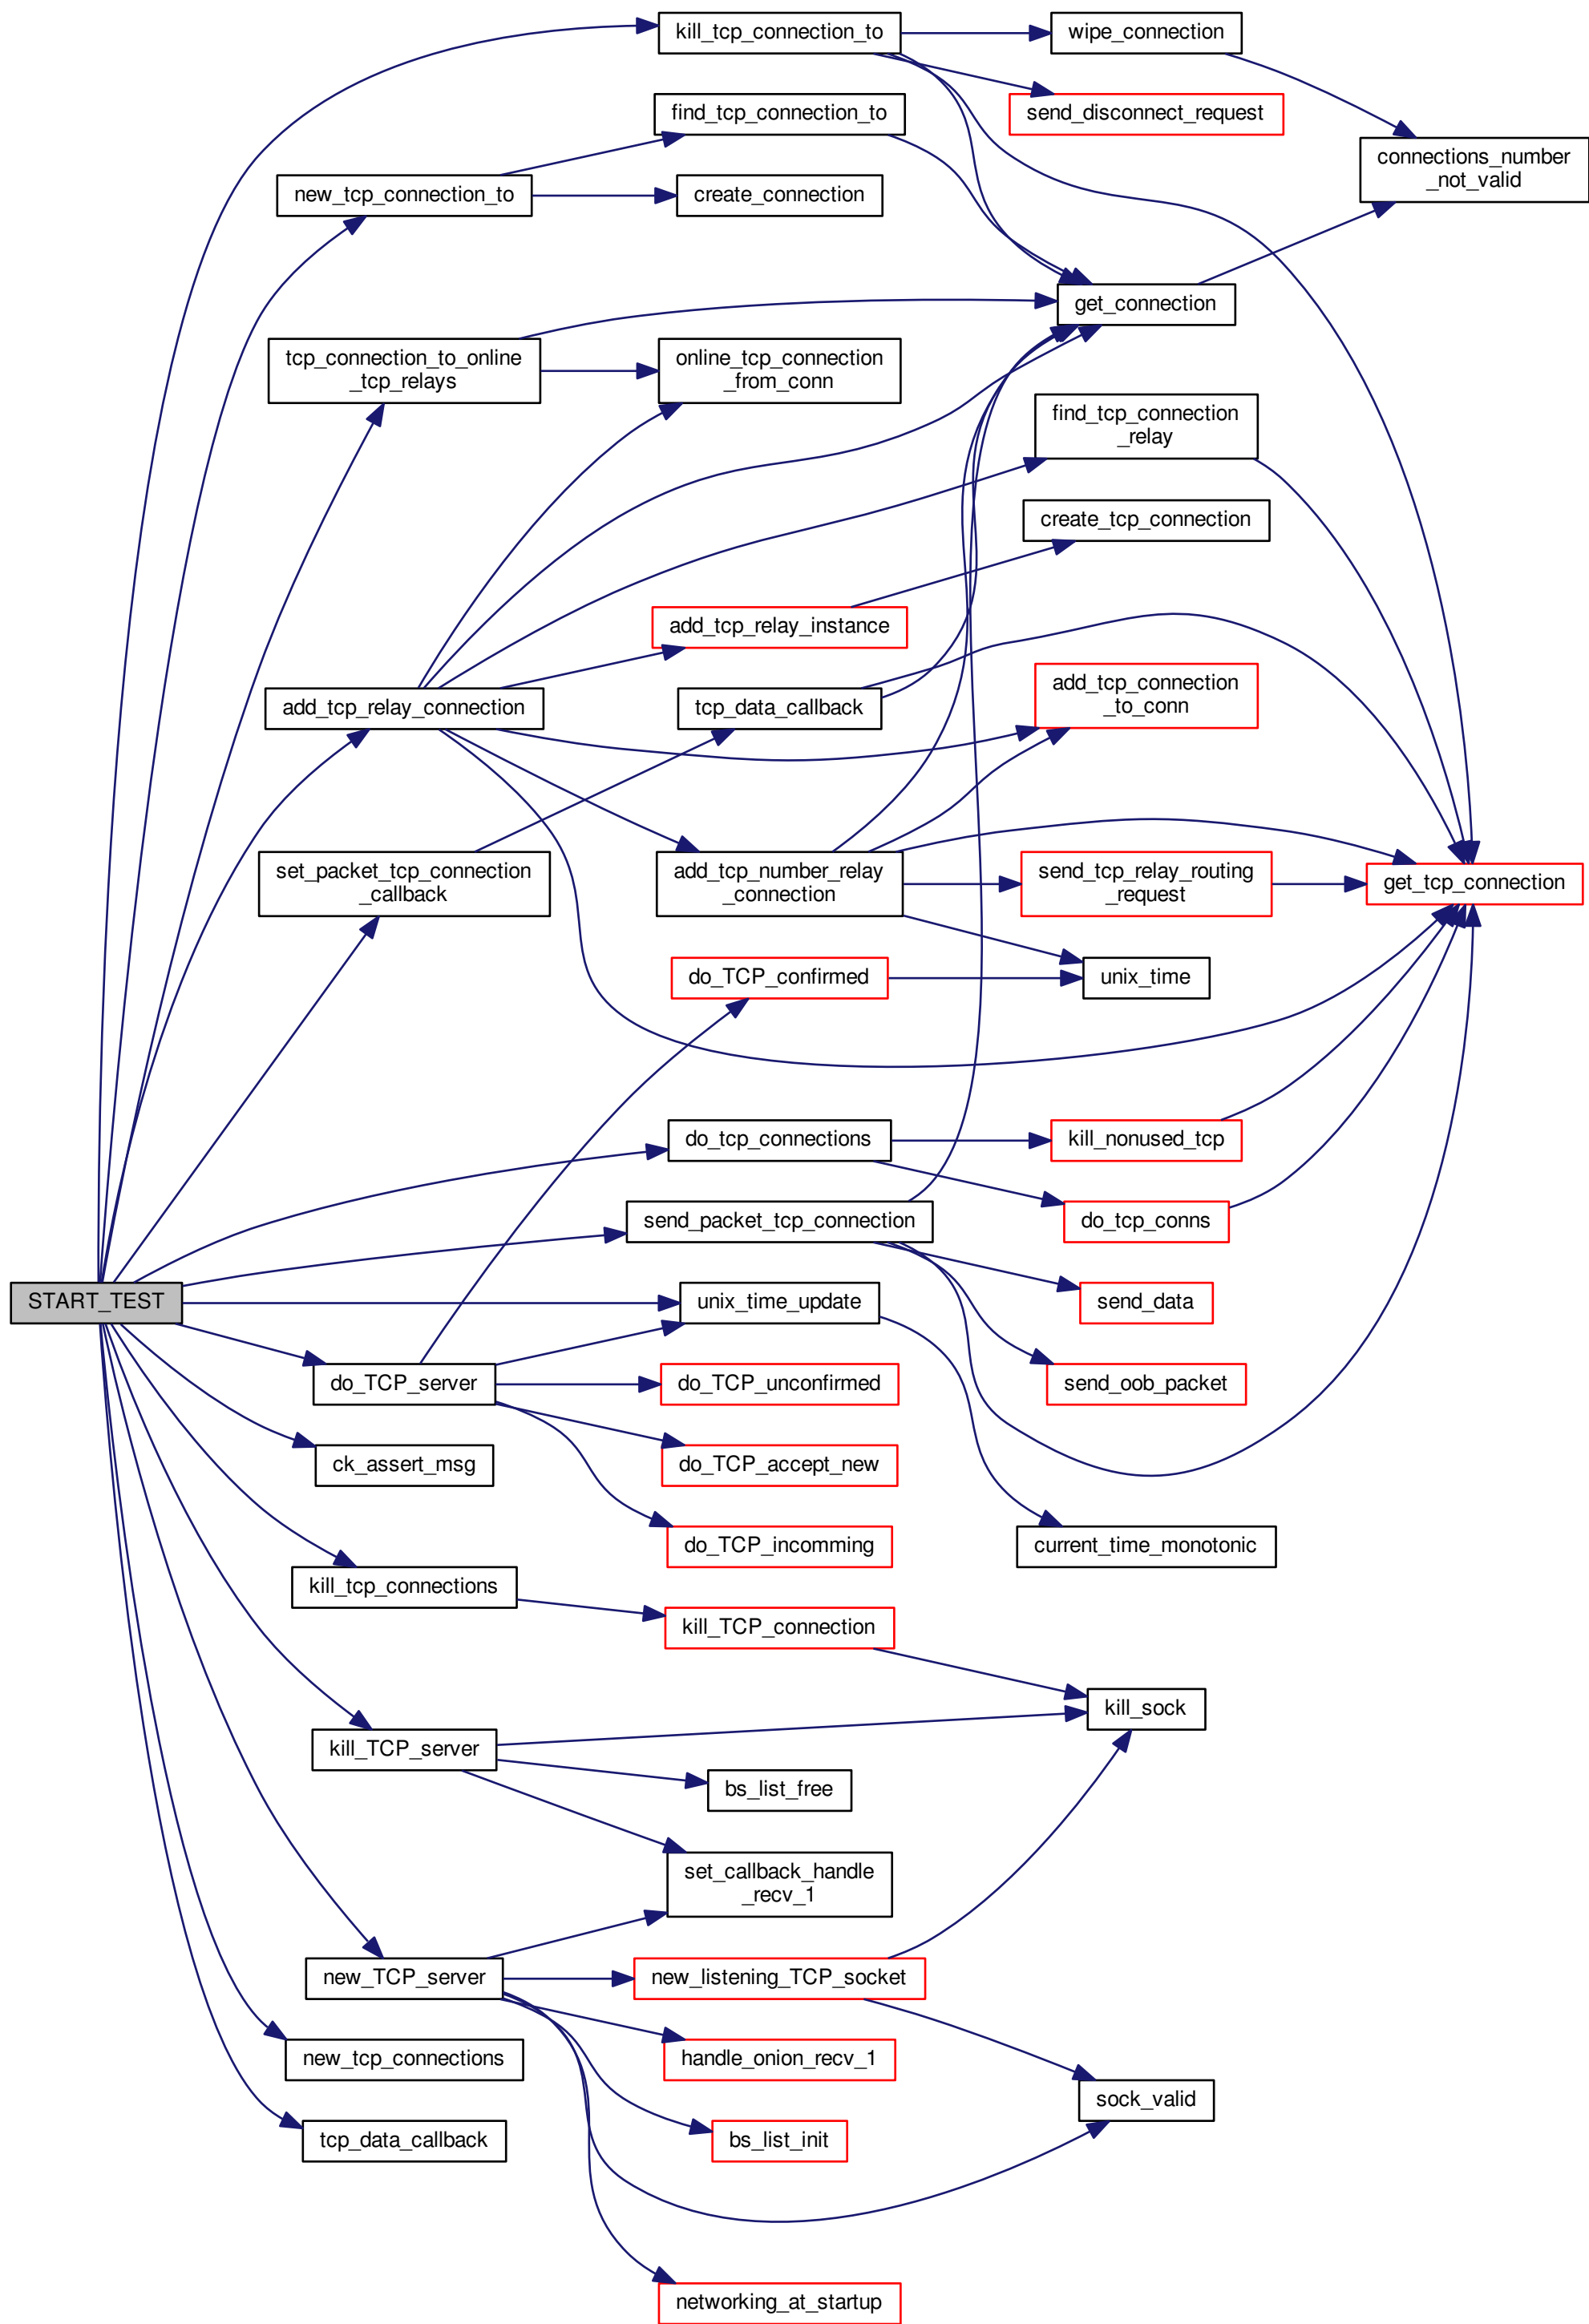 kill_tcp_connection_to
wipe_connection
find_tcp_connection_to
send_disconnect_request
connections_number
_not_valid
new_tcp_connection_to
create_connection
get_connection
tcp_connection_to_online
_tcp_relays
online_tcp_connection
_from_conn
find_tcp_connection
_relay
create_tcp_connection
add_tcp_relay_instance
add_tcp_relay_connection
tcp_data_callback
add_tcp_connection
_to_conn
set_packet_tcp_connection
_callback
add_tcp_number_relay
_connection
send_tcp_relay_routing
_request
get_tcp_connection
do_TCP_confirmed
unix_time
do_tcp_connections
kill_nonused_tcp
send_packet_tcp_connection
do_tcp_conns
START_TEST
unix_time_update
send_data
do_TCP_server
do_TCP_unconfirmed
send_oob_packet
ck_assert_msg
do_TCP_accept_new
do_TCP_incomming
current_time_monotonic
kill_tcp_connections
kill_TCP_connection
kill_sock
kill_TCP_server
bs_list_free
set_callback_handle
_recv_1
new_TCP_server
new_listening_TCP_socket
new_tcp_connections
handle_onion_recv_1
sock_valid
tcp_data_callback
bs_list_init
networking_at_startup